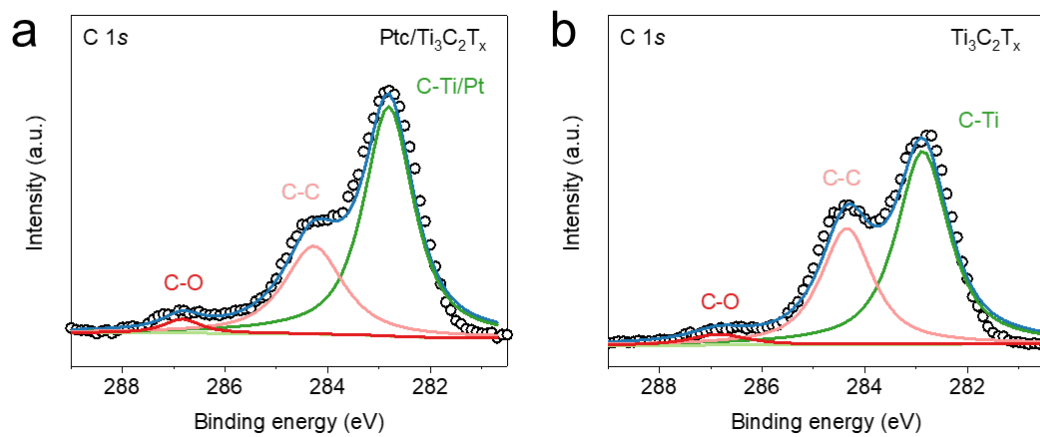 a
C 1s
Ptc/Ti₃C₂Tₓ
C-Ti/Pt
C-C
C-O
Intensity (a.u.)
288 286 284 282
Binding energy (eV)
b
C 1s
Ti₃C₂Tₓ
C-Ti
C-C
C-O
Intensity (a.u.)
288 286 284 282
Binding energy (eV)